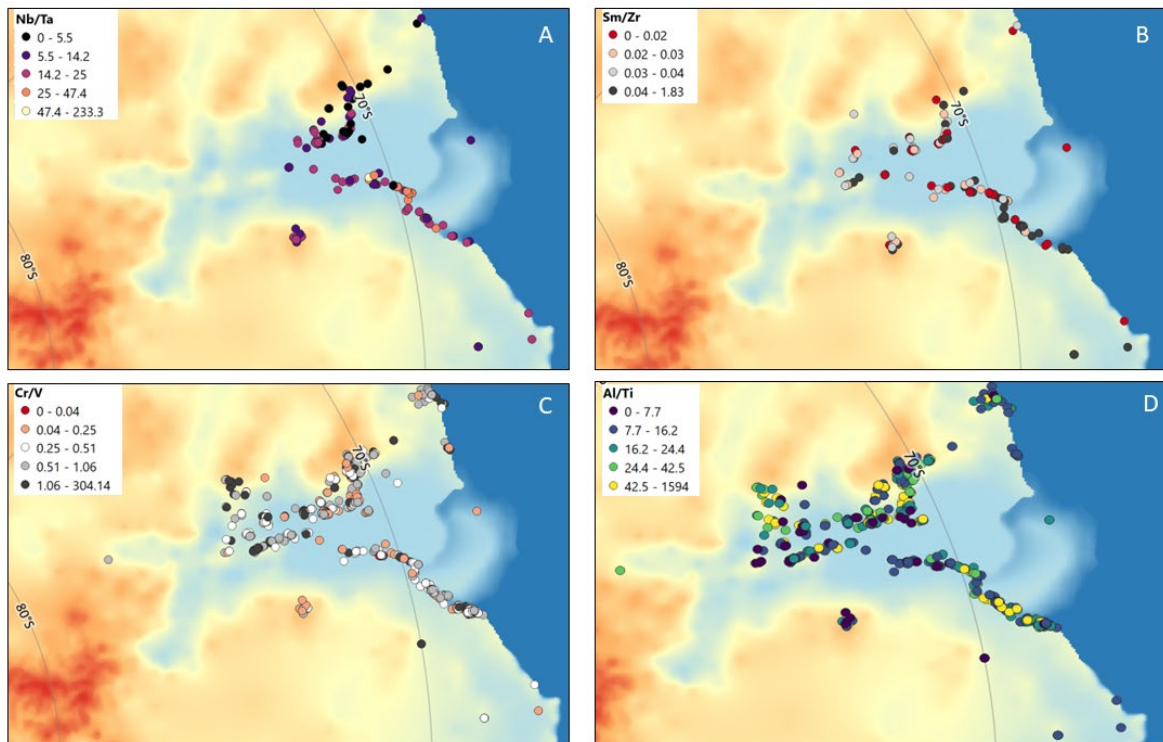 Nb/Ta
0 - 5.5
5.5 - 14.2
14.2 - 25
25 - 47.4
47.4 - 233.3
A
70°S
80°S
Sm/Zr
0 - 0.02
0.02 - 0.03
0.03 - 0.04
0.04 - 1.83
B
70°S
80°S
Cr/V
0 - 0.04
0.04 - 0.25
0.25 - 0.51
0.51 - 1.06
1.06 - 304.14
C
70°S
80°S
Al/Ti
0 - 7.7
7.7 - 16.2
16.2 - 24.4
24.4 - 42.5
42.5 - 1594
D
70°S
80°S